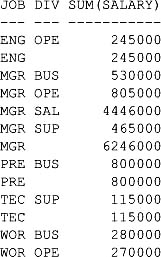 JOB DIV SUM(SALARY)
--- --- -----------
ENG OPE      245000
ENG          245000
MGR BUS      530000
MGR OPE      805000
MGR SAL     4446000
MGR SUP      465000
MGR         6246000
PRE BUS      800000
PRE          800000
TEC SUP      115000
TEC          115000
WOR BUS      280000
WOR OPE      270000